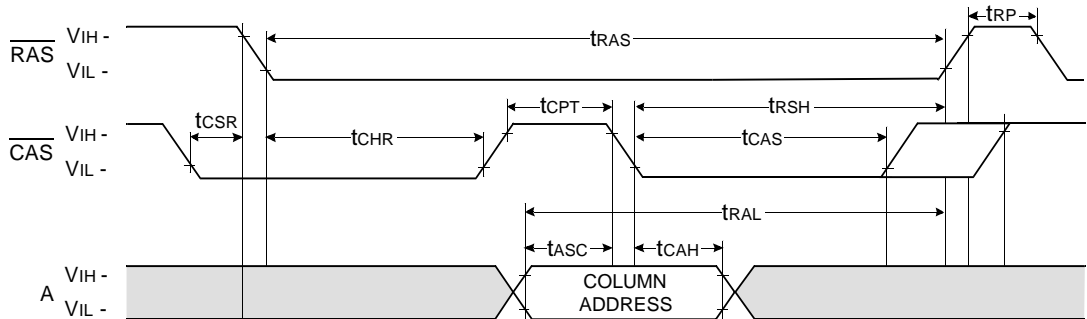 tRP
RAS
VIH -
VIL -
tRAS
CAS
VIH -
VIL -
tCSR
tCHR
tCPT
tRSH
tCAS
tRAL
tASC
tCAH
A
VIH -
VIL -
COLUMN
ADDRESS